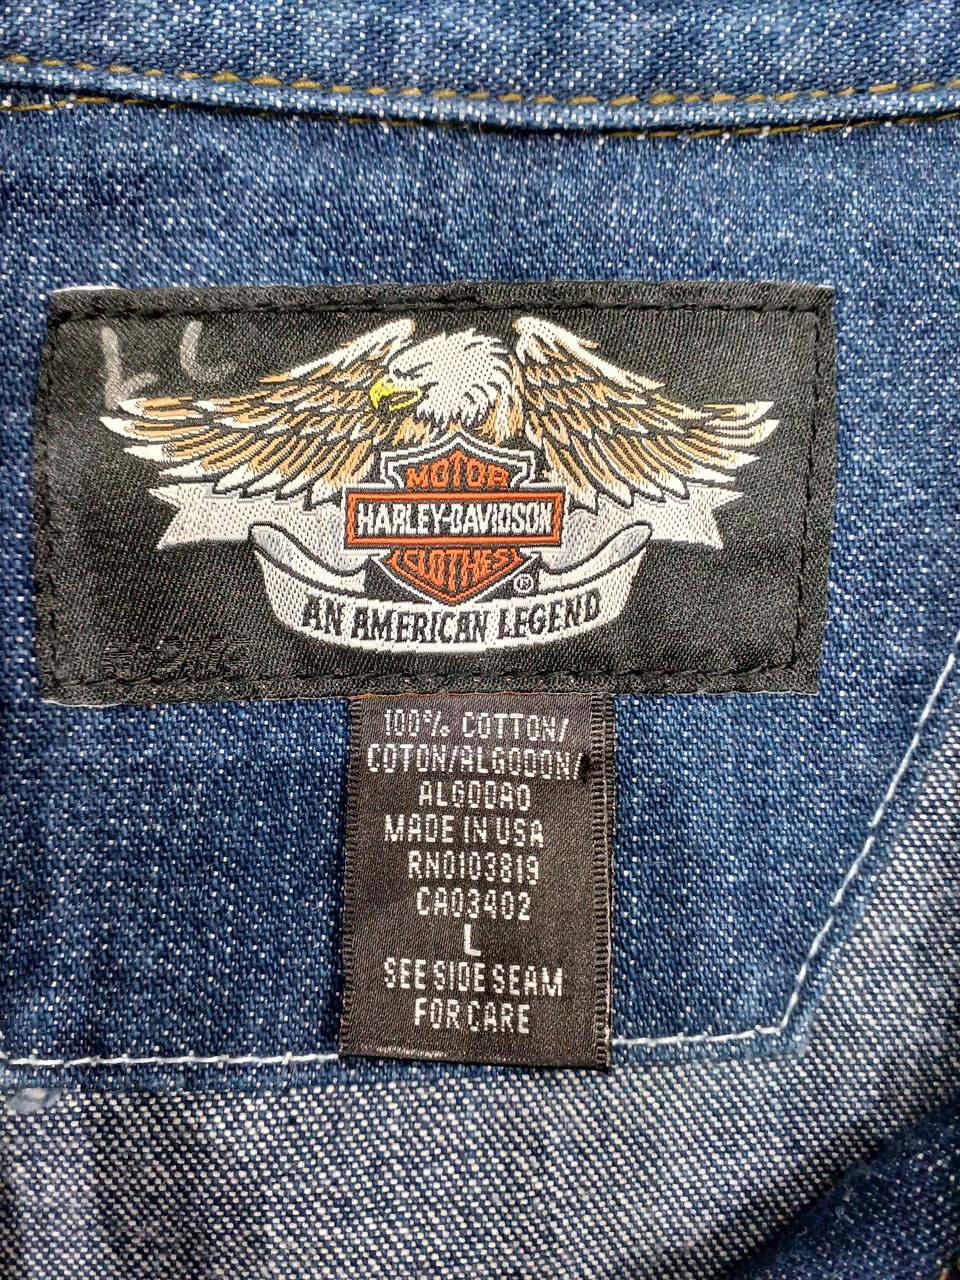 MOTOR
HARLEY-DAVIDSON
CLOTHES
®
AN AMERICAN LEGEND
100% COTTON/
COTON/ALGODON/
ALGODAO
MADE IN USA
RN0103819
CA03402
L
SEE SIDE SEAM
FOR CARE